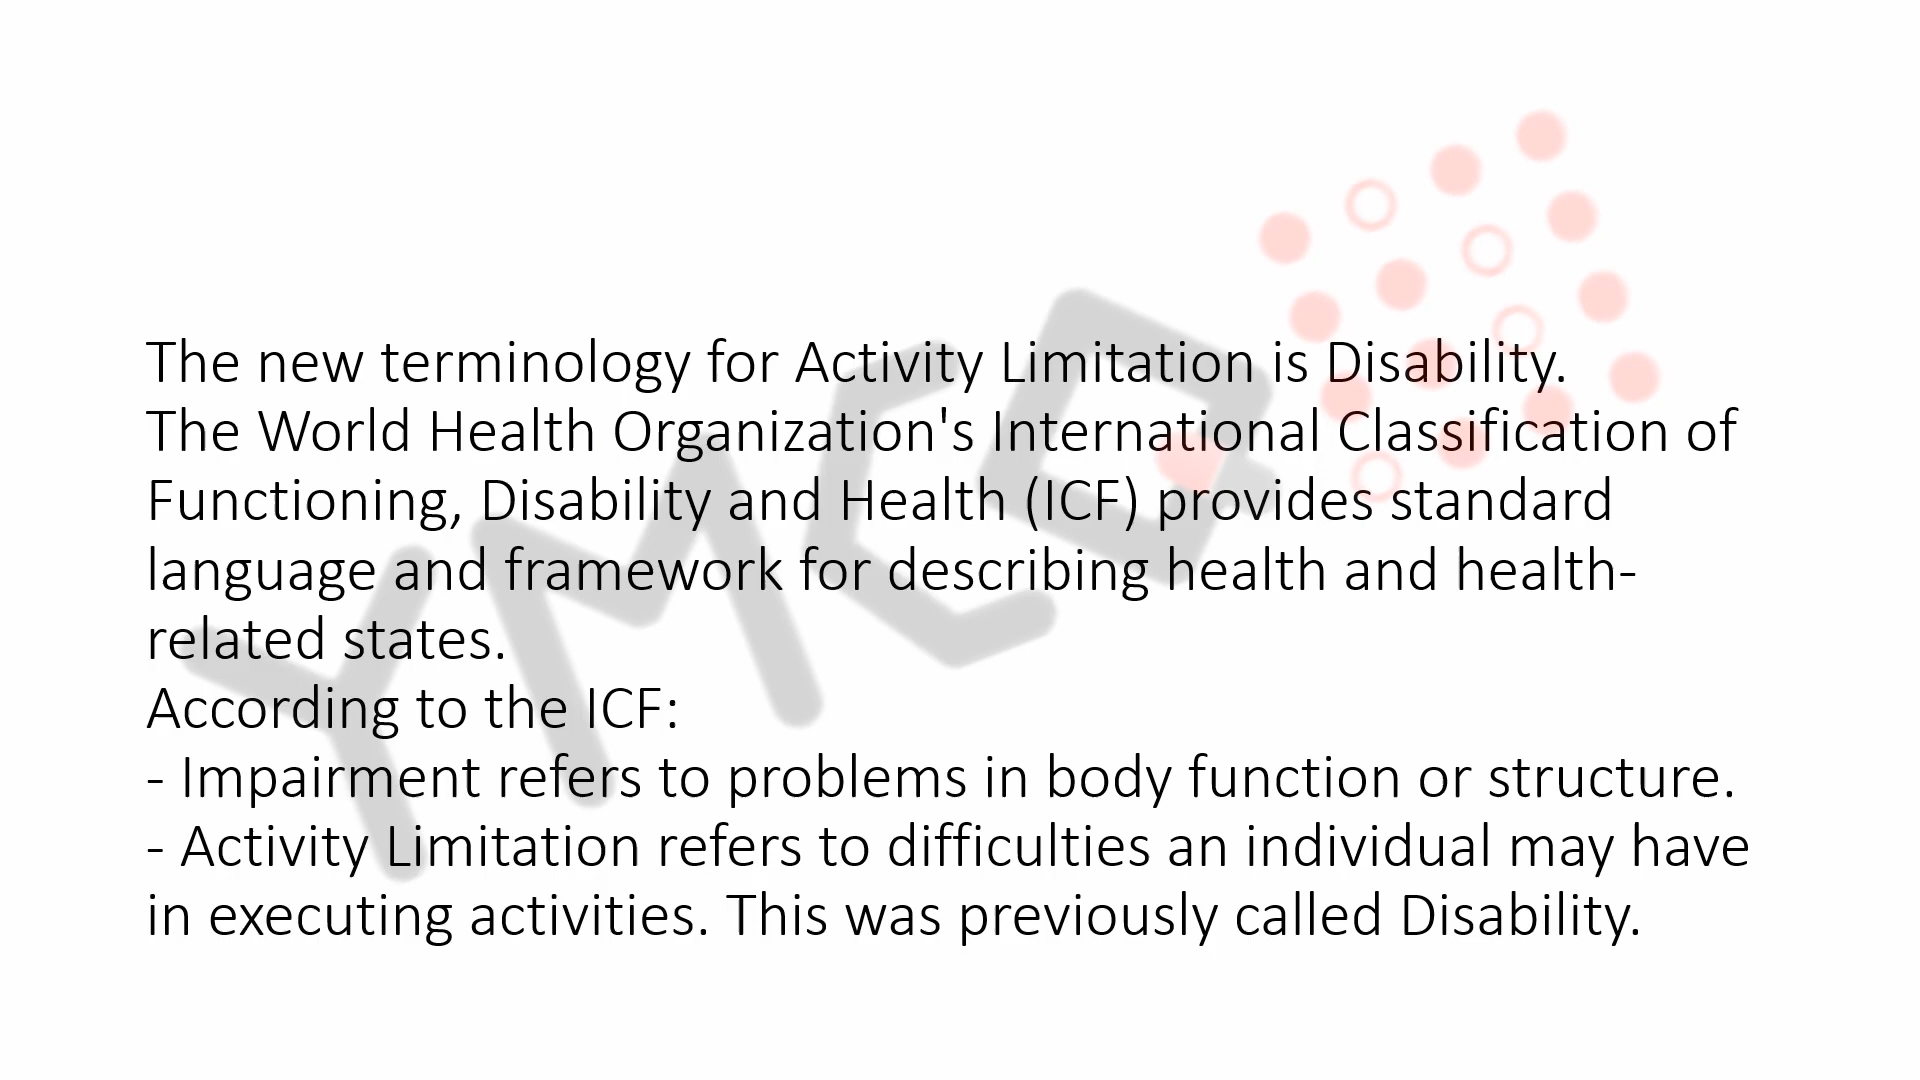 The new terminology for Activity Limitation is Disability.
The World Health Organization's International Classification of
Functioning, Disability and Health (ICF) provides standard
language and framework for describing health and health-
related states.
According to the ICF:
- Impairment refers to problems in body function or structure.
- Activity Limitation refers to difficulties an individual may have
in executing activities. This was previously called Disability.